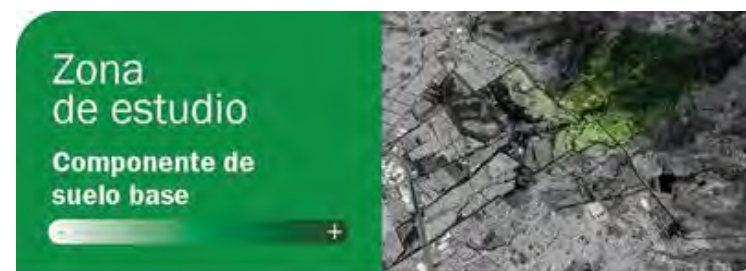 Zona
de estudio
Componente de
suelo base
- +